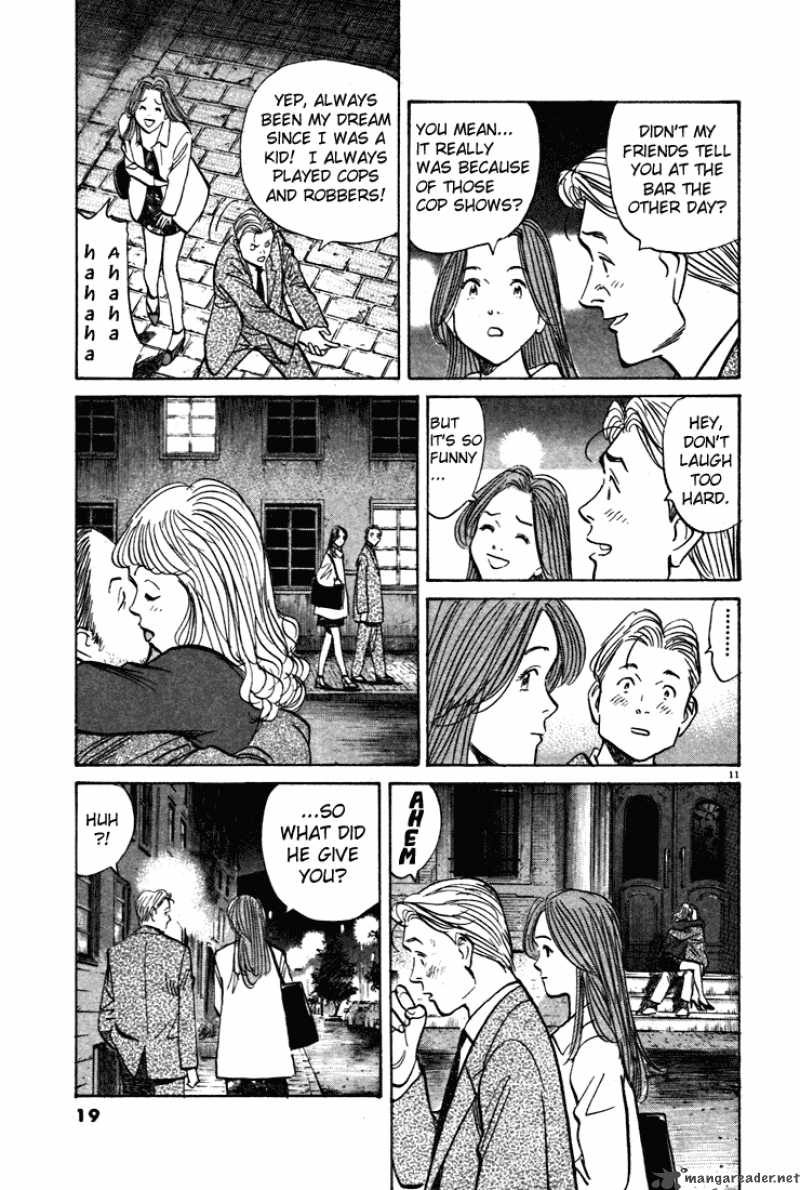 DIDN'T MY
FRIENDS TELL
YOU AT THE
BAR THE
OTHER DAY?
YOU MEAN...
IT REALLY
WAS BECAUSE
OF THOSE
COP SHOWS?
YEP, ALWAYS
BEEN MY DREAM
SINCE I WAS A
KID! I ALWAYS
PLAYED COPS
AND ROBBERS!
Ahaha
hahaha
HEY,
DON'T
LAUGH
TOO
HARD.
BUT
IT'S SO
FUNNY
...
.........
11
AHEM
...SO
WHAT DID
HE GIVE
YOU?
HUH
?!
19
mangareader.net